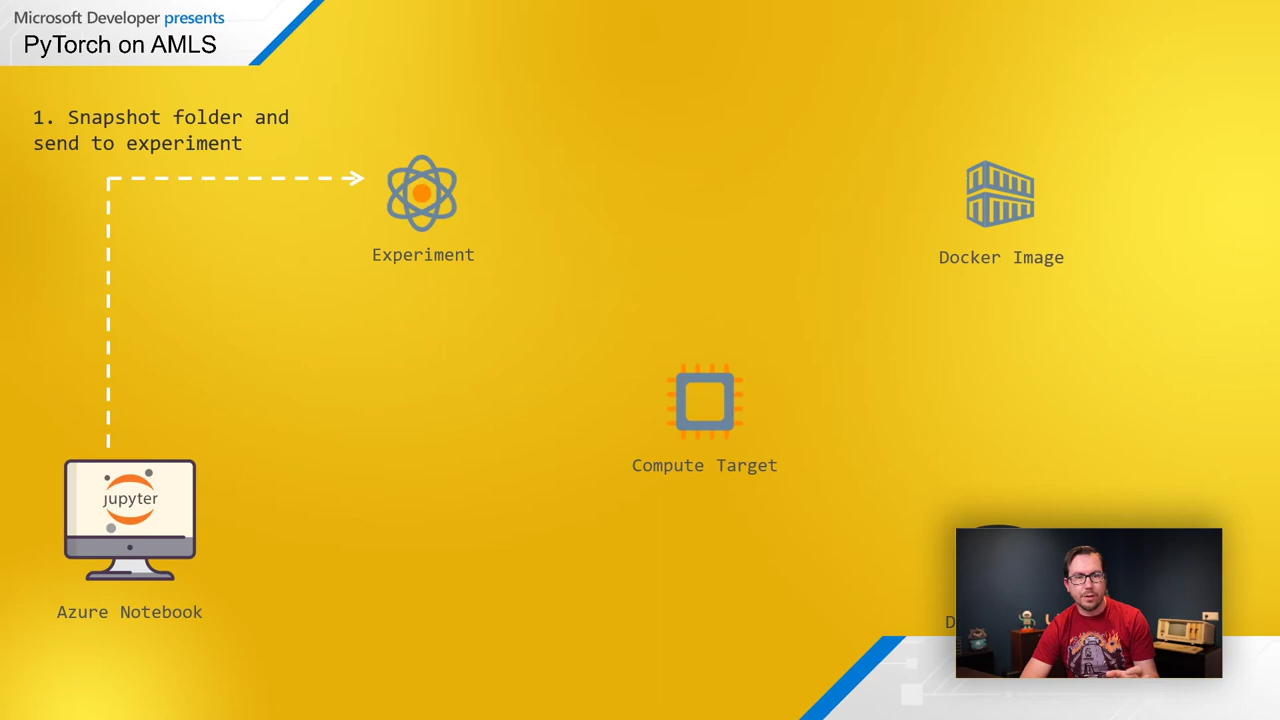 Microsoft Developer presents
PyTorch on AMLS
1. Snapshot folder and
send to experiment
Experiment
Docker Image
Compute Target
jupyter
Azure Notebook